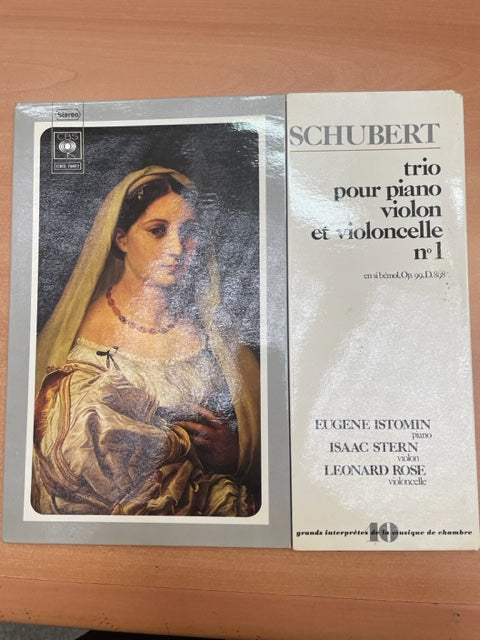 Stereo
CBS
SCHUBERT
trio
pour piano
violon
et violoncelle
nº1
en si bémol, Op. 99, D. 898
EUGENE ISTOMIN
piano
ISAAC STERN
violon
LEONARD ROSE
violoncelle
grands interprètes de la musique de chambre
10